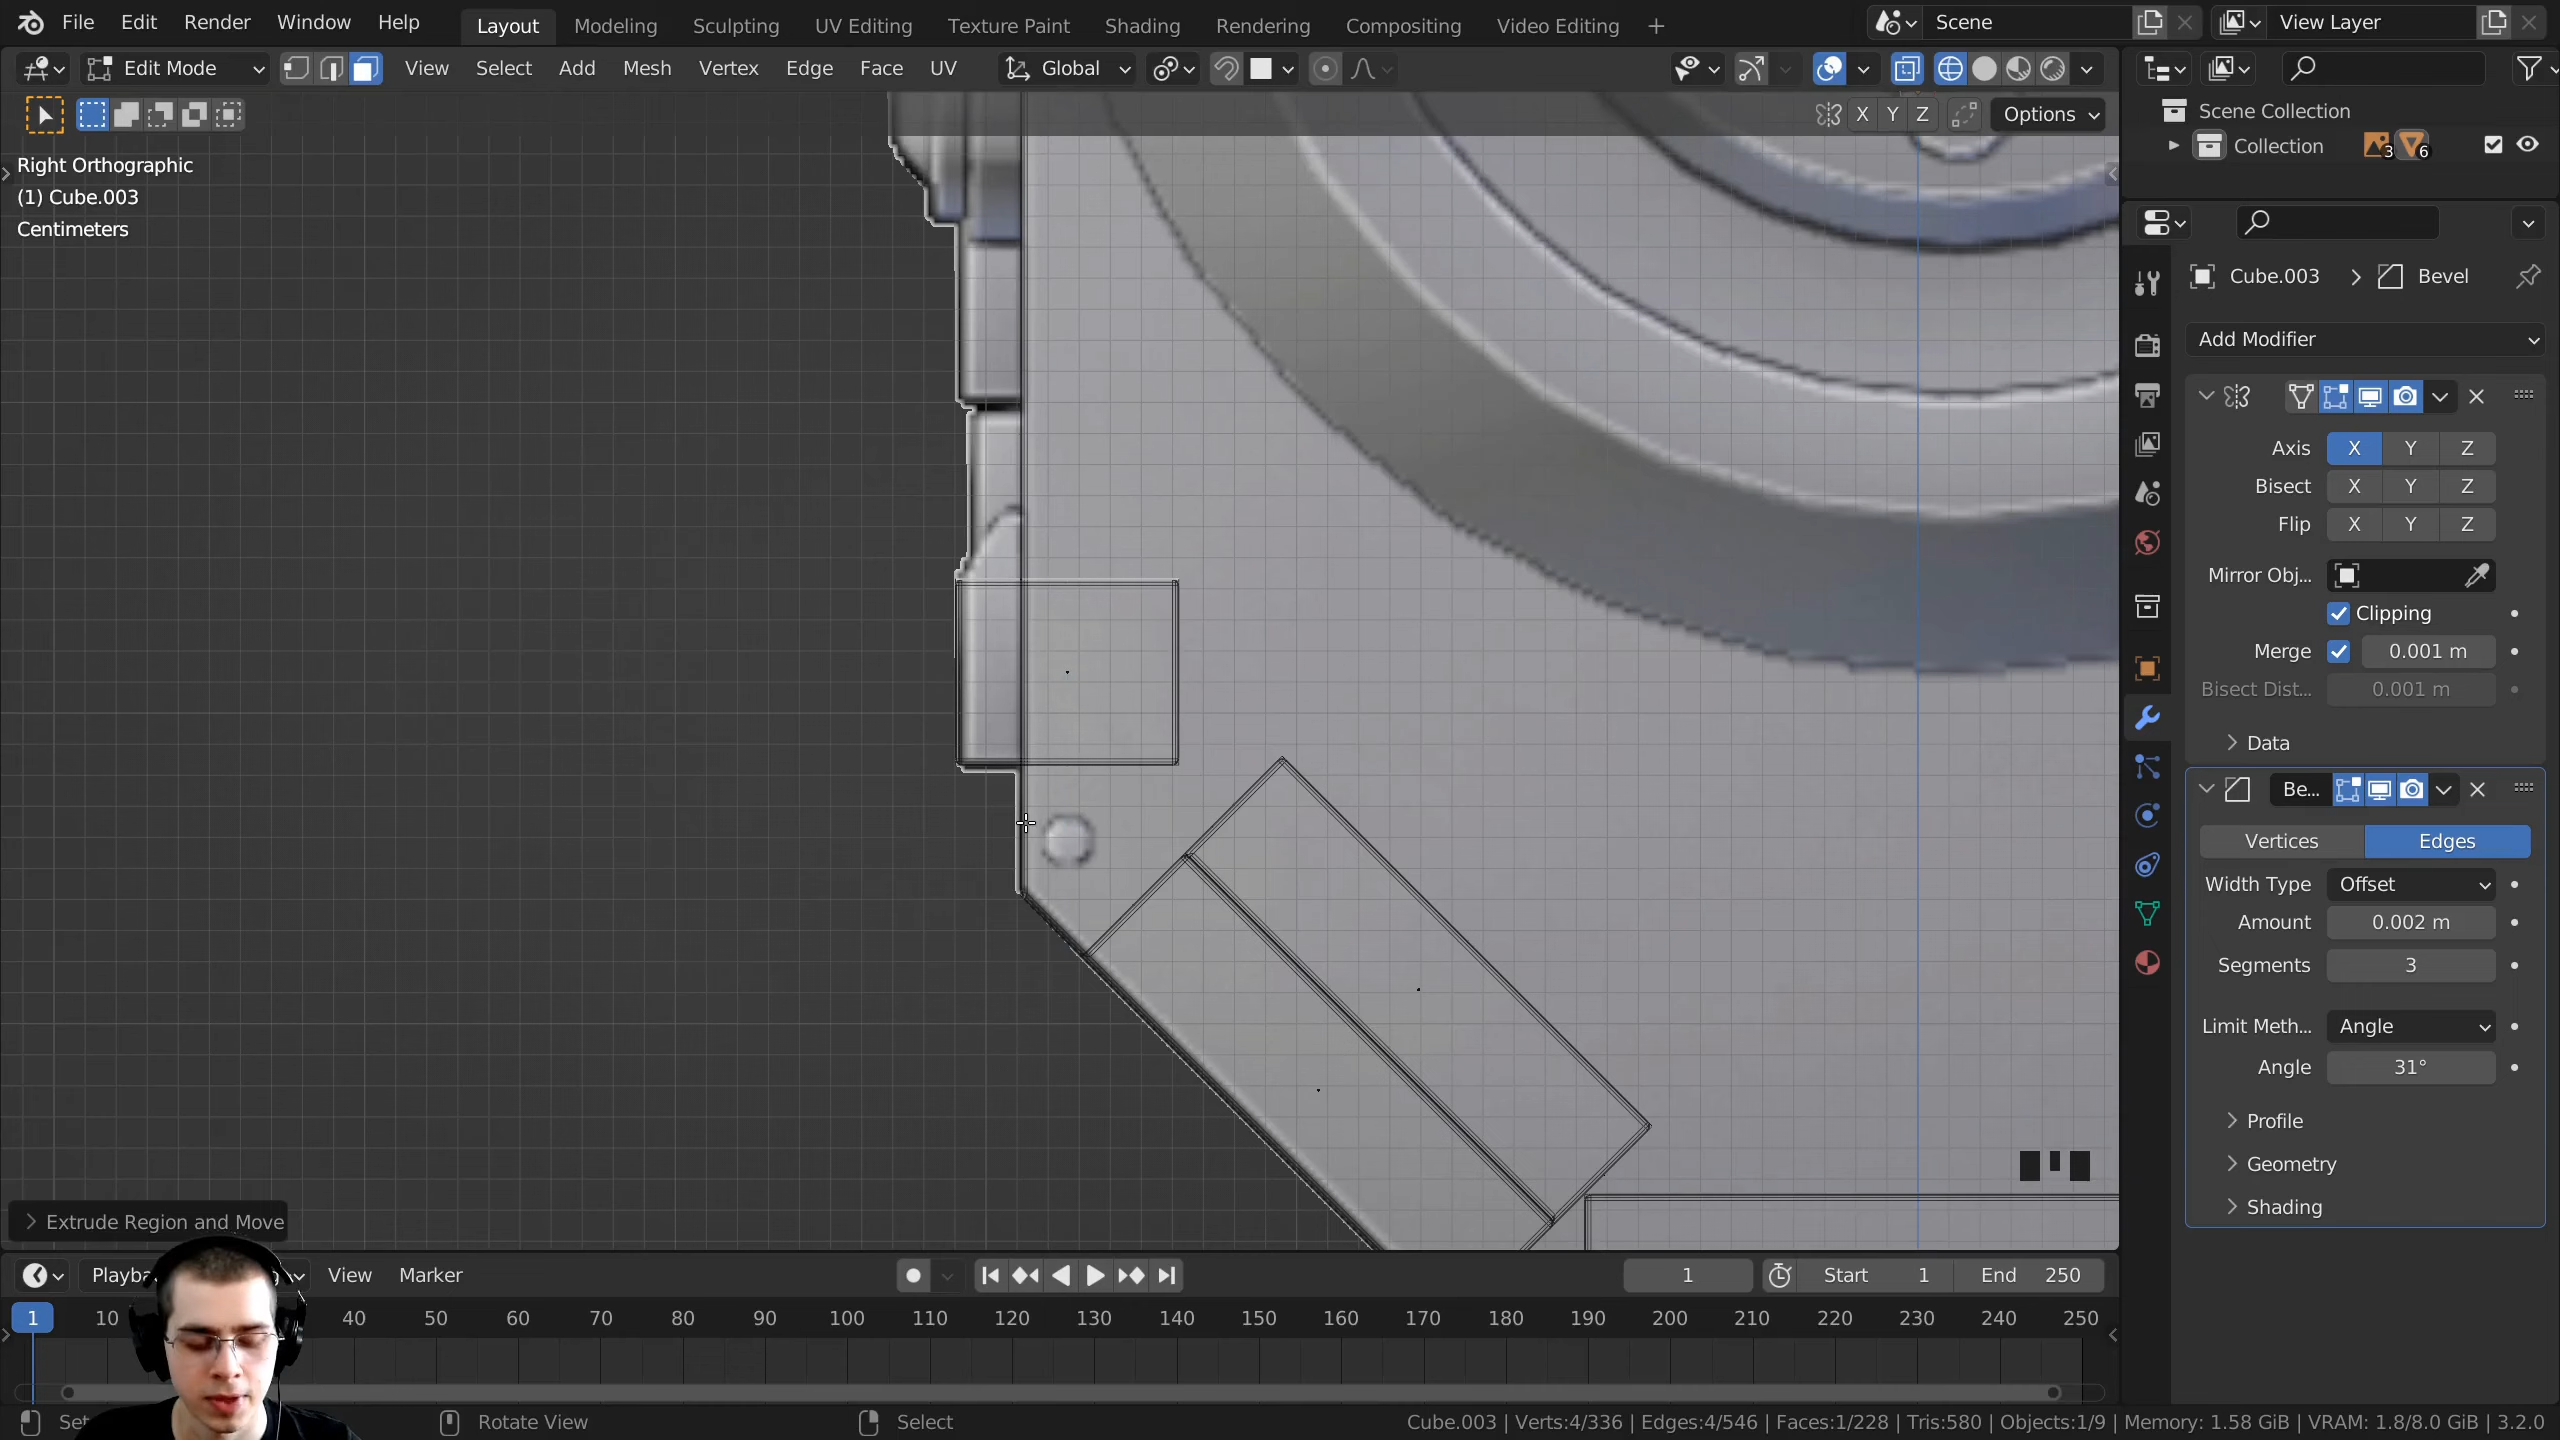 File Edit Render Window Help Layout Modeling Sculpting UV Editing Texture Paint Shading Rendering Compositing Video Editing + Scene View Layer
Edit Mode View Select Add Mesh Vertex Edge Face UV Global
X Y Z Options
Right Orthographic
(1) Cube.003
Centimeters
Scene Collection
Collection 3 6
Cube.003 > Bevel
Add Modifier
Axis X Y Z
Bisect X Y Z
Flip X Y Z
Mirror Obj...
Clipping
Merge 0.001 m
Bisect Dist... 0.001 m
Data
Be...
Vertices Edges
Width Type Offset
Amount 0.002 m
Segments 3
Limit Meth... Angle
Angle 31°
Profile
Geometry
Shading
Extrude Region and Move
View Marker 1 Start 1 End 250
1 10 40 50 60 70 80 90 100 110 120 130 140 150 160 170 180 190 200 210 220 230 240 250
Rotate View Select Cube.003 | Verts:4/336 | Edges:4/546 | Faces:1/228 | Tris:580 | Objects:1/9 | Memory: 1.58 GiB | VRAM: 1.8/8.0 GiB | 3.2.0